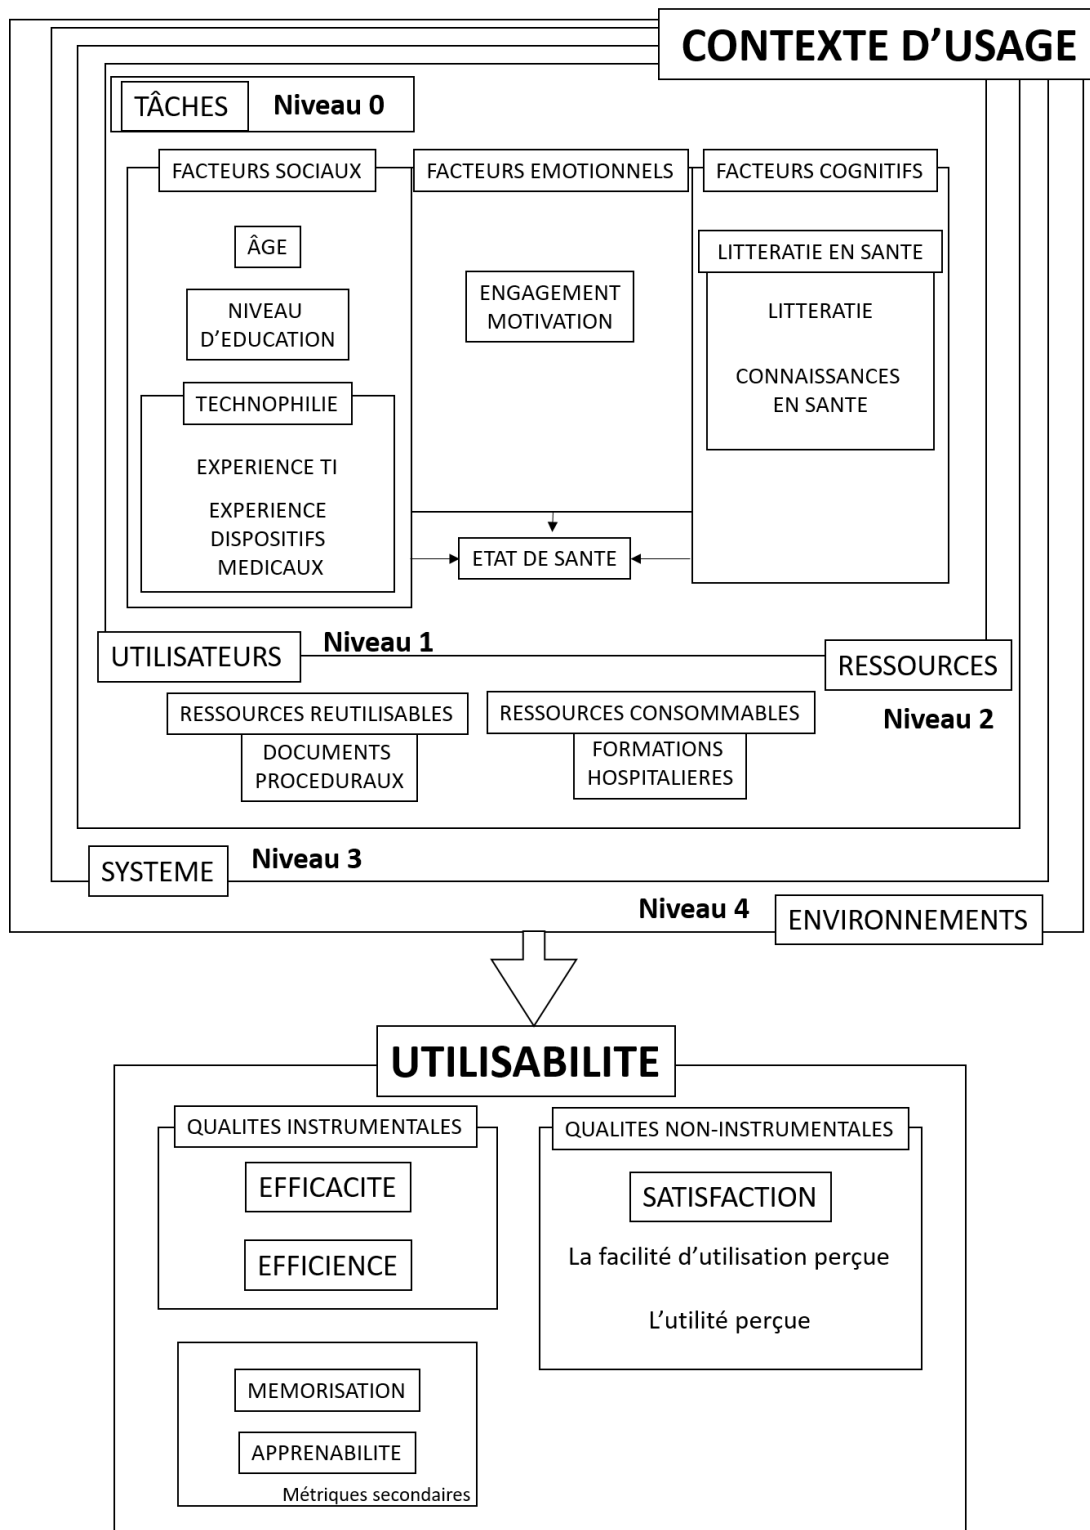 CONTEXTE D'USAGE
TÂCHES
Niveau 0
FACTEURS SOCIAUX
FACTEURS EMOTIONNELS
FACTEURS COGNITIFS
ÂGE
NIVEAU
D'EDUCATION
TECHNOPHILIE
EXPERIENCE TI
EXPERIENCE
DISPOSITIFS
MEDICAUX
ENGAGEMENT
MOTIVATION
LITTERATIE EN SANTE
LITTERATIE
CONNAISSANCES
EN SANTE
ETAT DE SANTE
UTILISATEURS
Niveau 1
RESSOURCES
Niveau 2
RESSOURCES REUTILISABLES
DOCUMENTS
PROCEDURAUX
RESSOURCES CONSOMMABLES
FORMATIONS
HOSPITALIERES
SYSTEME
Niveau 3
Niveau 4
ENVIRONNEMENTS
UTILISABILITE
QUALITES INSTRUMENTALES
EFFICACITE
EFFICIENCE
QUALITES NON-INSTRUMENTALES
SATISFACTION
La facilité d'utilisation perçue
L'utilité perçue
MEMORISATION
APPRENABILITE
Métriques secondaires